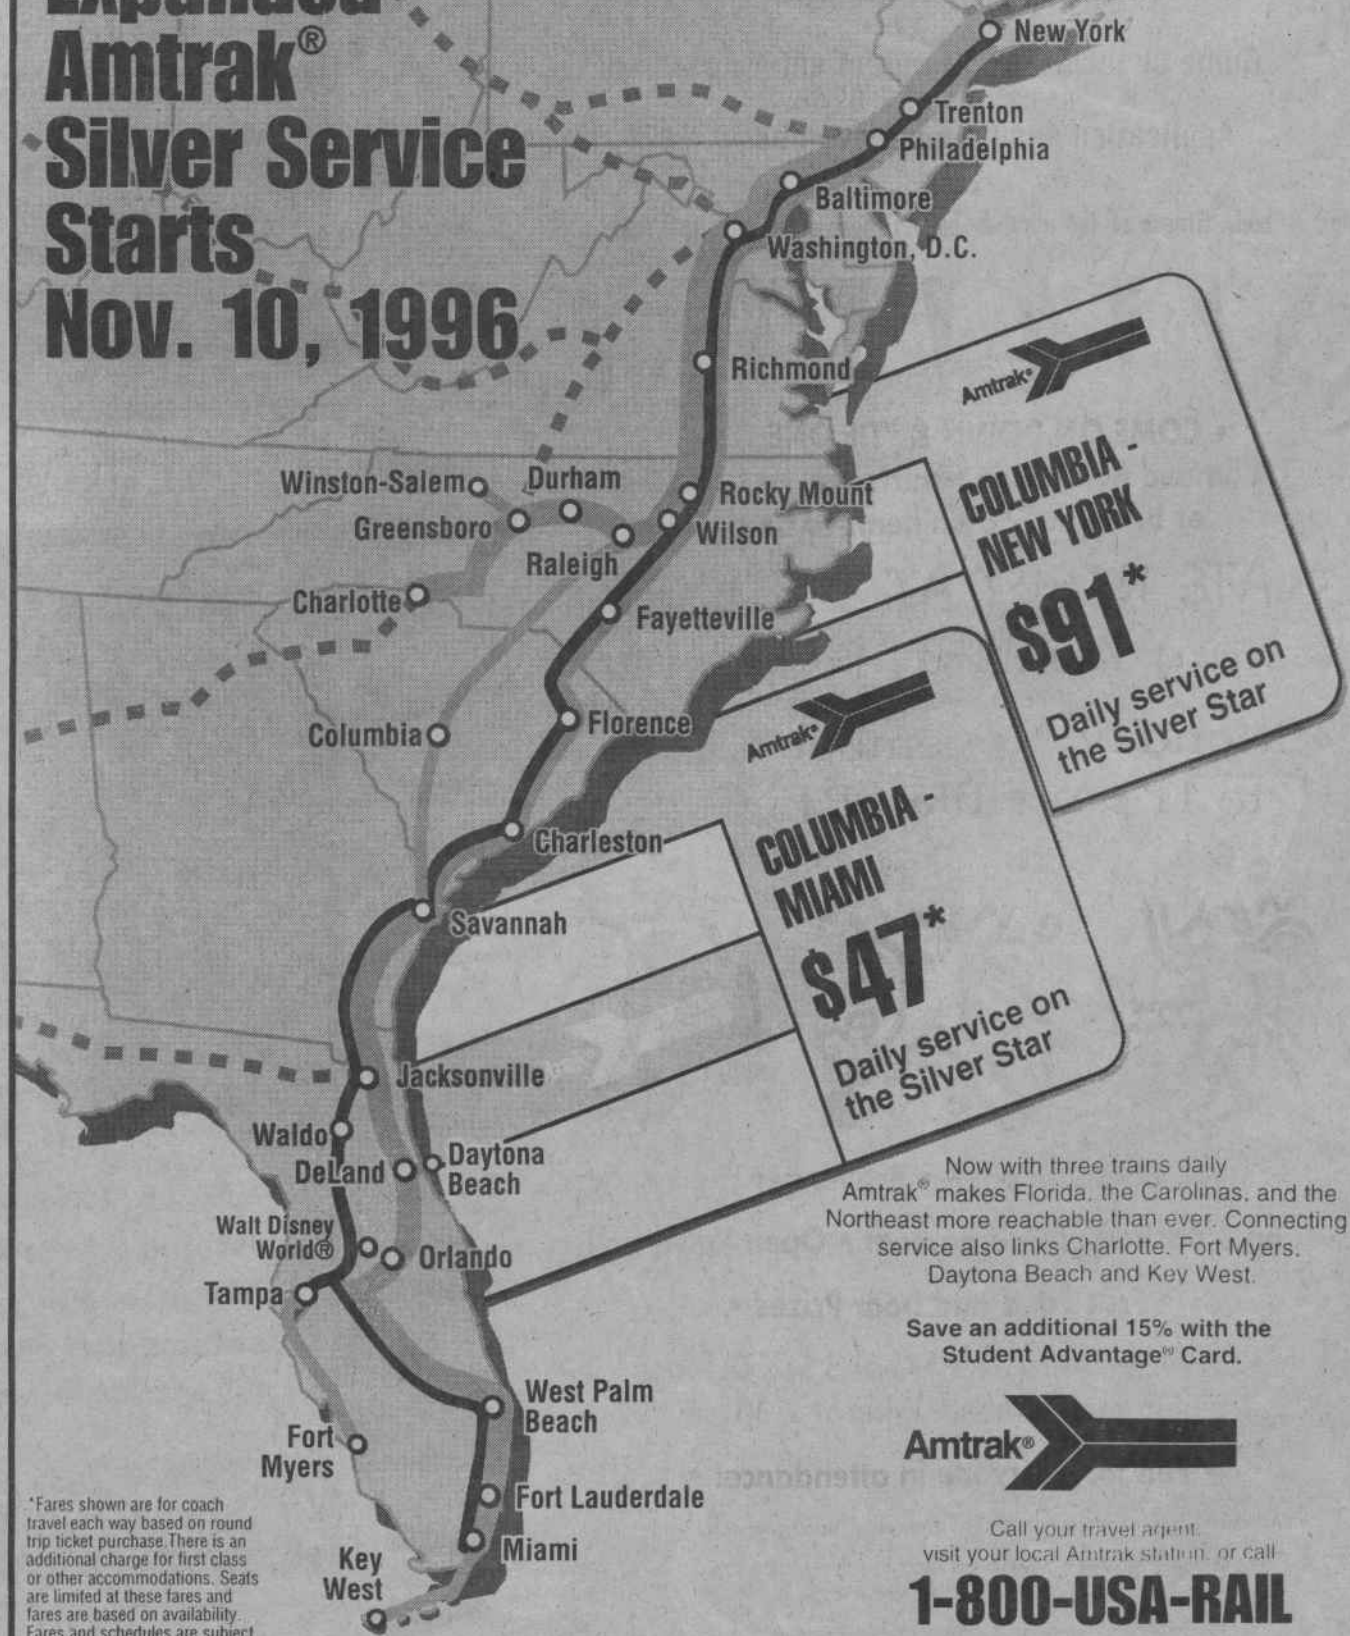 Expanded
Amtrak®
Silver Service
Starts
Nov. 10, 1996
New York
Trenton
Philadelphia
Baltimore
Washington, D.C.
Richmond
Winston-Salem
Durham
Greensboro
Rocky Mount
Wilson
Raleigh
Charlotte
Fayetteville
Columbia
Florence
Charleston
Savannah
Jacksonville
Waldo
DeLand
Daytona
Beach
Walt Disney
World®
Orlando
Tampa
West Palm
Beach
Fort
Myers
Fort Lauderdale
Miami
Key
West
Amtrak®
COLUMBIA -
NEW YORK
$91*
Daily service on
the Silver Star
Amtrak®
COLUMBIA -
MIAMI
$47*
Daily service on
the Silver Star
Now with three trains daily
Amtrak® makes Florida, the Carolinas, and the
Northeast more reachable than ever. Connecting
service also links Charlotte, Fort Myers,
Daytona Beach and Key West.
Save an additional 15% with the
Student Advantage Card.
Amtrak®
Call your travel agent,
visit your local Amtrak station, or call
1-800-USA-RAIL
*Fares shown are for coach
travel each way based on round
trip ticket purchase. There is an
additional charge for first class
or other accommodations. Seats
are limited at these fares and
fares are based on availability.
Fares and schedules are subject